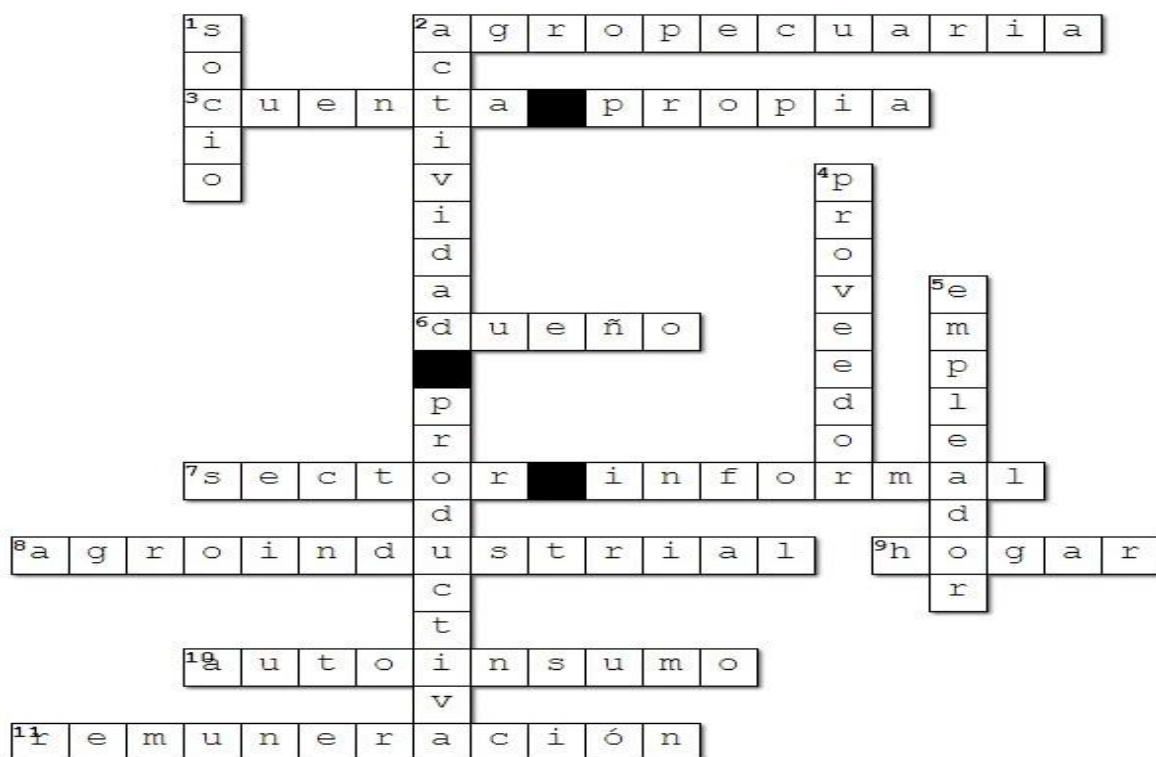 1 socio
2 agropecuaria
2 actividad productiva
3 cuenta propia
4 proveedor
5 empleador
6 dueño
7 sector informal
8 agroindustrial
9 hogar
10 autoinsumo
11 remuneración